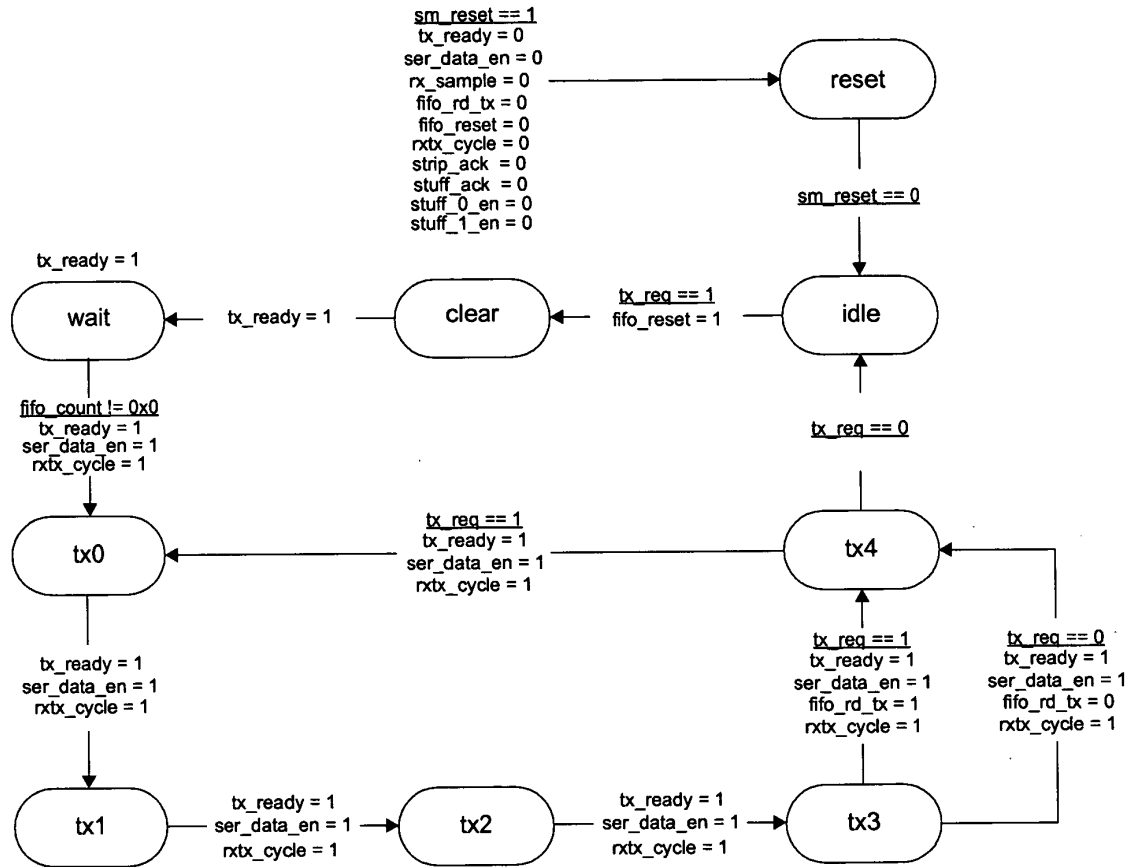 sm_reset == 1
tx_ready = 0
ser_data_en = 0
rx_sample = 0
fifo_rd_tx = 0
fifo_reset = 0
rxtx_cycle = 0
strip_ack = 0
stuff_ack = 0
stuff_0_en = 0
stuff_1_en = 0
reset
sm_reset == 0
tx_ready = 1
wait
tx_ready = 1
clear
tx_req == 1
fifo_reset = 1
idle
fifo_count != 0x0
tx_ready = 1
ser_data_en = 1
rxtx_cycle = 1
tx_req == 0
tx0
tx_req == 1
tx_ready = 1
ser_data_en = 1
rxtx_cycle = 1
tx4
tx_ready = 1
ser_data_en = 1
rxtx_cycle = 1
tx_req == 1
tx_ready = 1
ser_data_en = 1
fifo_rd_tx = 1
rxtx_cycle = 1
tx_req == 0
tx_ready = 1
ser_data_en = 1
fifo_rd_tx = 0
rxtx_cycle = 1
tx1
tx_ready = 1
ser_data_en = 1
rxtx_cycle = 1
tx2
tx_ready = 1
ser_data_en = 1
rxtx_cycle = 1
tx3